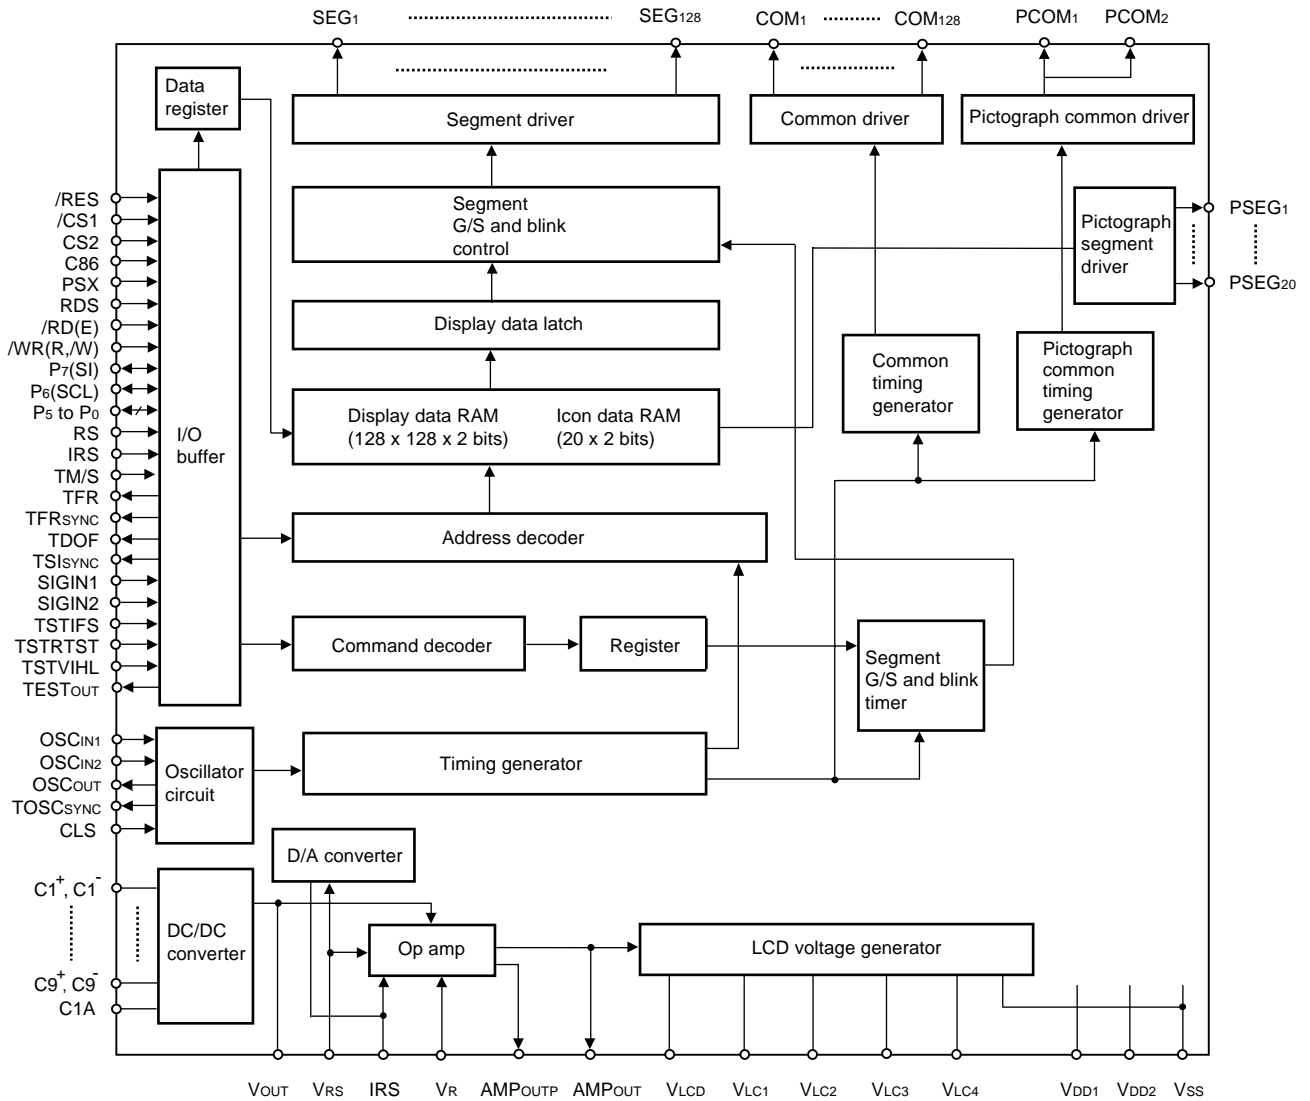 SEG1 SEG128 COM1 COM128 PCOM1 PCOM2
Data
register
Segment driver
Common driver
Pictograph common driver
Segment
G/S and blink
control
Pictograph
segment
driver
PSEG1
PSEG20
Display data latch
Common
timing
generator
Pictograph
common
timing
generator
Display data RAM
(128 x 128 x 2 bits)
Icon data RAM
(20 x 2 bits)
/RES
/CS1
CS2
C86
PSX
RDS
/RD(E)
/WR(R,/W)
P7(SI)
P6(SCL)
P5 to P0
RS
IRS
TM/S
TFR
TFRSYNC
TDOF
TSISYNC
SIGIN1
SIGIN2
TSTIFS
TSTRTST
TSTVIHL
TESTOUT
I/O
buffer
Address decoder
Command decoder
Register
Segment
G/S and blink
timer
OSCIN1
OSCIN2
OSCOUT
TOSCSYNC
CLS
Oscillator
circuit
Timing generator
D/A converter
C1+, C1-
C9+, C9-
C1A
DC/DC
converter
Op amp
LCD voltage generator
VOUT VRS IRS VR AMPOUTP AMPOUT VLCD VLC1 VLC2 VLC3 VLC4 VDD1 VDD2 VSS